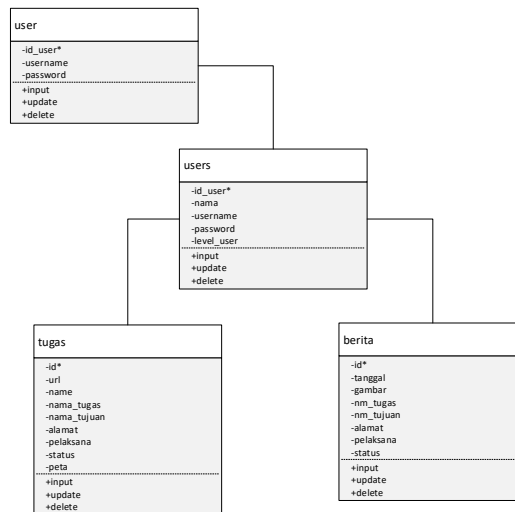 user
-id_user*
-username
-password
+input
+update
+delete
users
-id_user*
-nama
-username
-password
-level_user
+input
+update
+delete
tugas
-id*
-url
-name
-nama_tugas
-nama_tujuan
-alamat
-pelaksana
-status
-peta
+input
+update
+delete
berita
-id*
-tanggal
-gambar
-nm_tugas
-nm_tujuan
-alamat
-pelaksana
-status
+input
+update
+delete